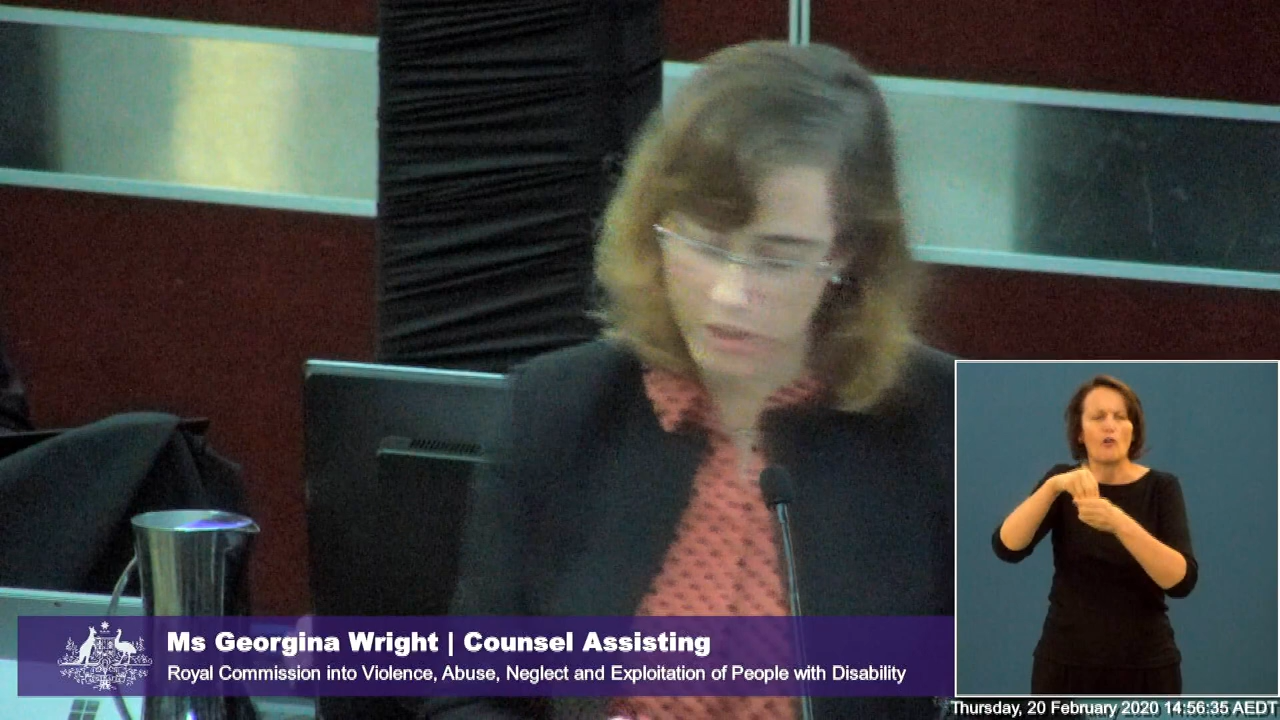 Ms Georgina Wright | Counsel Assisting
Royal Commission into Violence, Abuse, Neglect and Exploitation of People with Disability
Thursday, 20 February 2020 14:56:35 AEDT